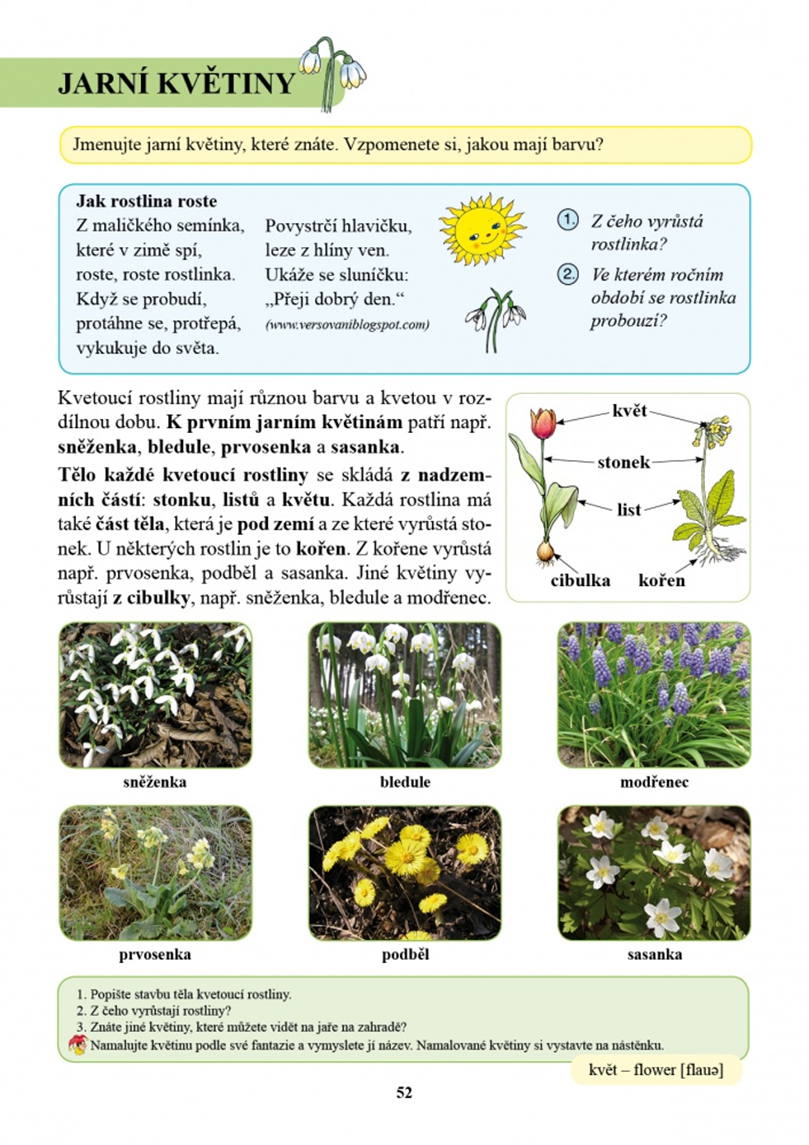 JARNÍ KVĚTINY
Jmenujte jarní květiny, které znáte. Vzpomenete si, jakou mají barvu?
Jak rostlina roste
Z maličkého semínka,
které v zimě spí,
roste, roste rostlinka.
Když se probudí,
protáhne se, protřepá,
vykukuje do světa.
Povystrčí hlavičku,
leze z hlíny ven.
Ukáže se sluníčku:
„Přeji dobrý den.“
(www.versovaniblogspot.com)
1. Z čeho vyrůstá
rostlinka?
2. Ve kterém ročním
období se rostlinka
probouzí?
Kvetoucí rostliny mají různou barvu a kvetou v roz-
dílnou dobu. K prvním jarním květinám patří např.
sněženka, bledule, prvosenka a sasanka.
Tělo každé kvetoucí rostliny se skládá z nadzem-
ních částí: stonku, listů a květu. Každá rostlina má
také část těla, která je pod zemí a ze které vyrůstá sto-
nek. U některých rostlin je to kořen. Z kořene vyrůstá
např. prvosenka, podběl a sasanka. Jiné květiny vy-
růstají z cibulky, např. sněženka, bledule a modřenec.
květ
stonek
list
cibulka kořen
sněženka
bledule
modřenec
prvosenka
podběl
sasanka
1. Popište stavbu těla kvetoucí rostliny.
2. Z čeho vyrůstají rostliny?
3. Znáte jiné květiny, které můžete vidět na jaře na zahradě?
Namalujte květinu podle své fantazie a vymyslete jí název. Namalované květiny si vystavte na nástěnku.
květ – flower [flauə]
52